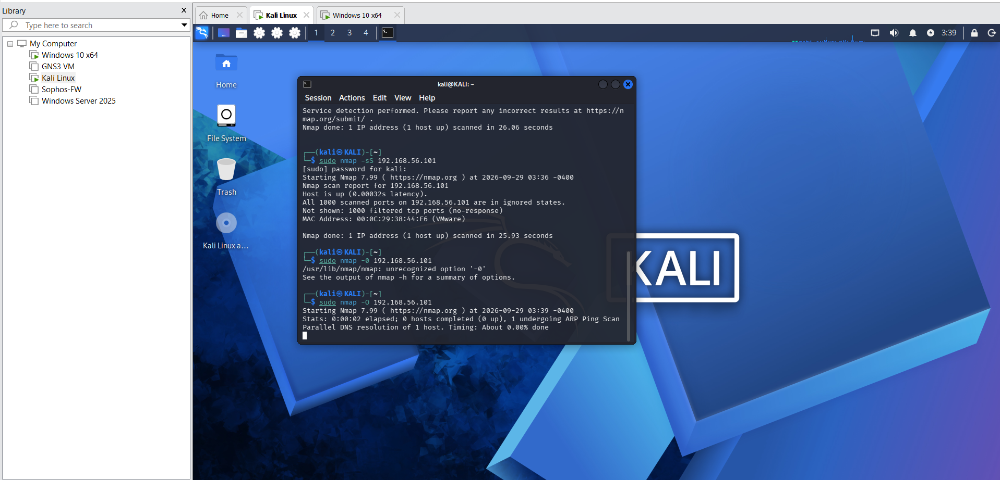 Library
Type here to search
My Computer
Windows 10 x64
GNS3 VM
Kali Linux
Sophos-FW
Windows Server 2025
Home
Kali Linux
Windows 10 x64
1 2 3 4
3:39
Home
File System
Trash
Kali Linux a...
kali@KALI: ~
Session Actions Edit View Help
Service detection performed. Please report any incorrect results at https://n
map.org/submit/ .
Nmap done: 1 IP address (1 host up) scanned in 26.06 seconds
┌──(kali㉿KALI)-[~]
└─$ sudo nmap -sS 192.168.56.101
[sudo] password for kali:
Starting Nmap 7.99 ( https://nmap.org ) at 2026-09-29 03:36 -0400
Nmap scan report for 192.168.56.101
Host is up (0.00032s latency).
All 1000 scanned ports on 192.168.56.101 are in ignored states.
Not shown: 1000 filtered tcp ports (no-response)
MAC Address: 00:0C:29:38:44:F6 (VMware)
Nmap done: 1 IP address (1 host up) scanned in 25.93 seconds
┌──(kali㉿KALI)-[~]
└─$ sudo nmap -0 192.168.56.101
/usr/lib/nmap/nmap: unrecognized option '-0'
See the output of nmap -h for a summary of options.
┌──(kali㉿KALI)-[~]
└─$ sudo nmap -O 192.168.56.101
Starting Nmap 7.99 ( https://nmap.org ) at 2026-09-29 03:39 -0400
Stats: 0:00:02 elapsed; 0 hosts completed (0 up), 1 undergoing ARP Ping Scan
Parallel DNS resolution of 1 host. Timing: About 0.00% done
KALI